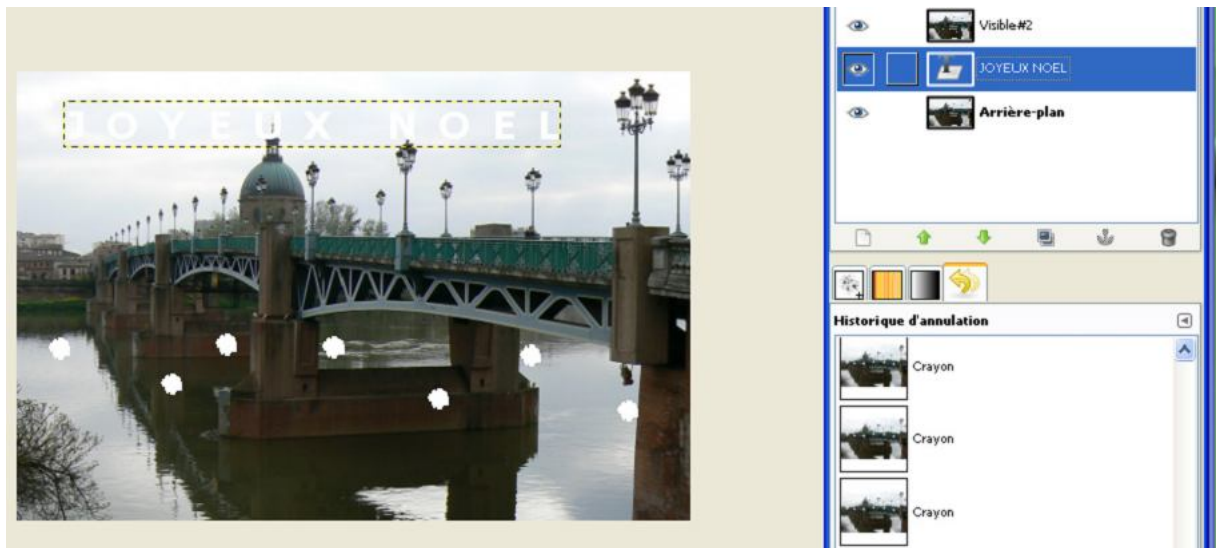 Visible#2
JOYEUX NOEL
JOYEUX NOEL
Arrière-plan
Historique d'annulation
Crayon
Crayon
Crayon